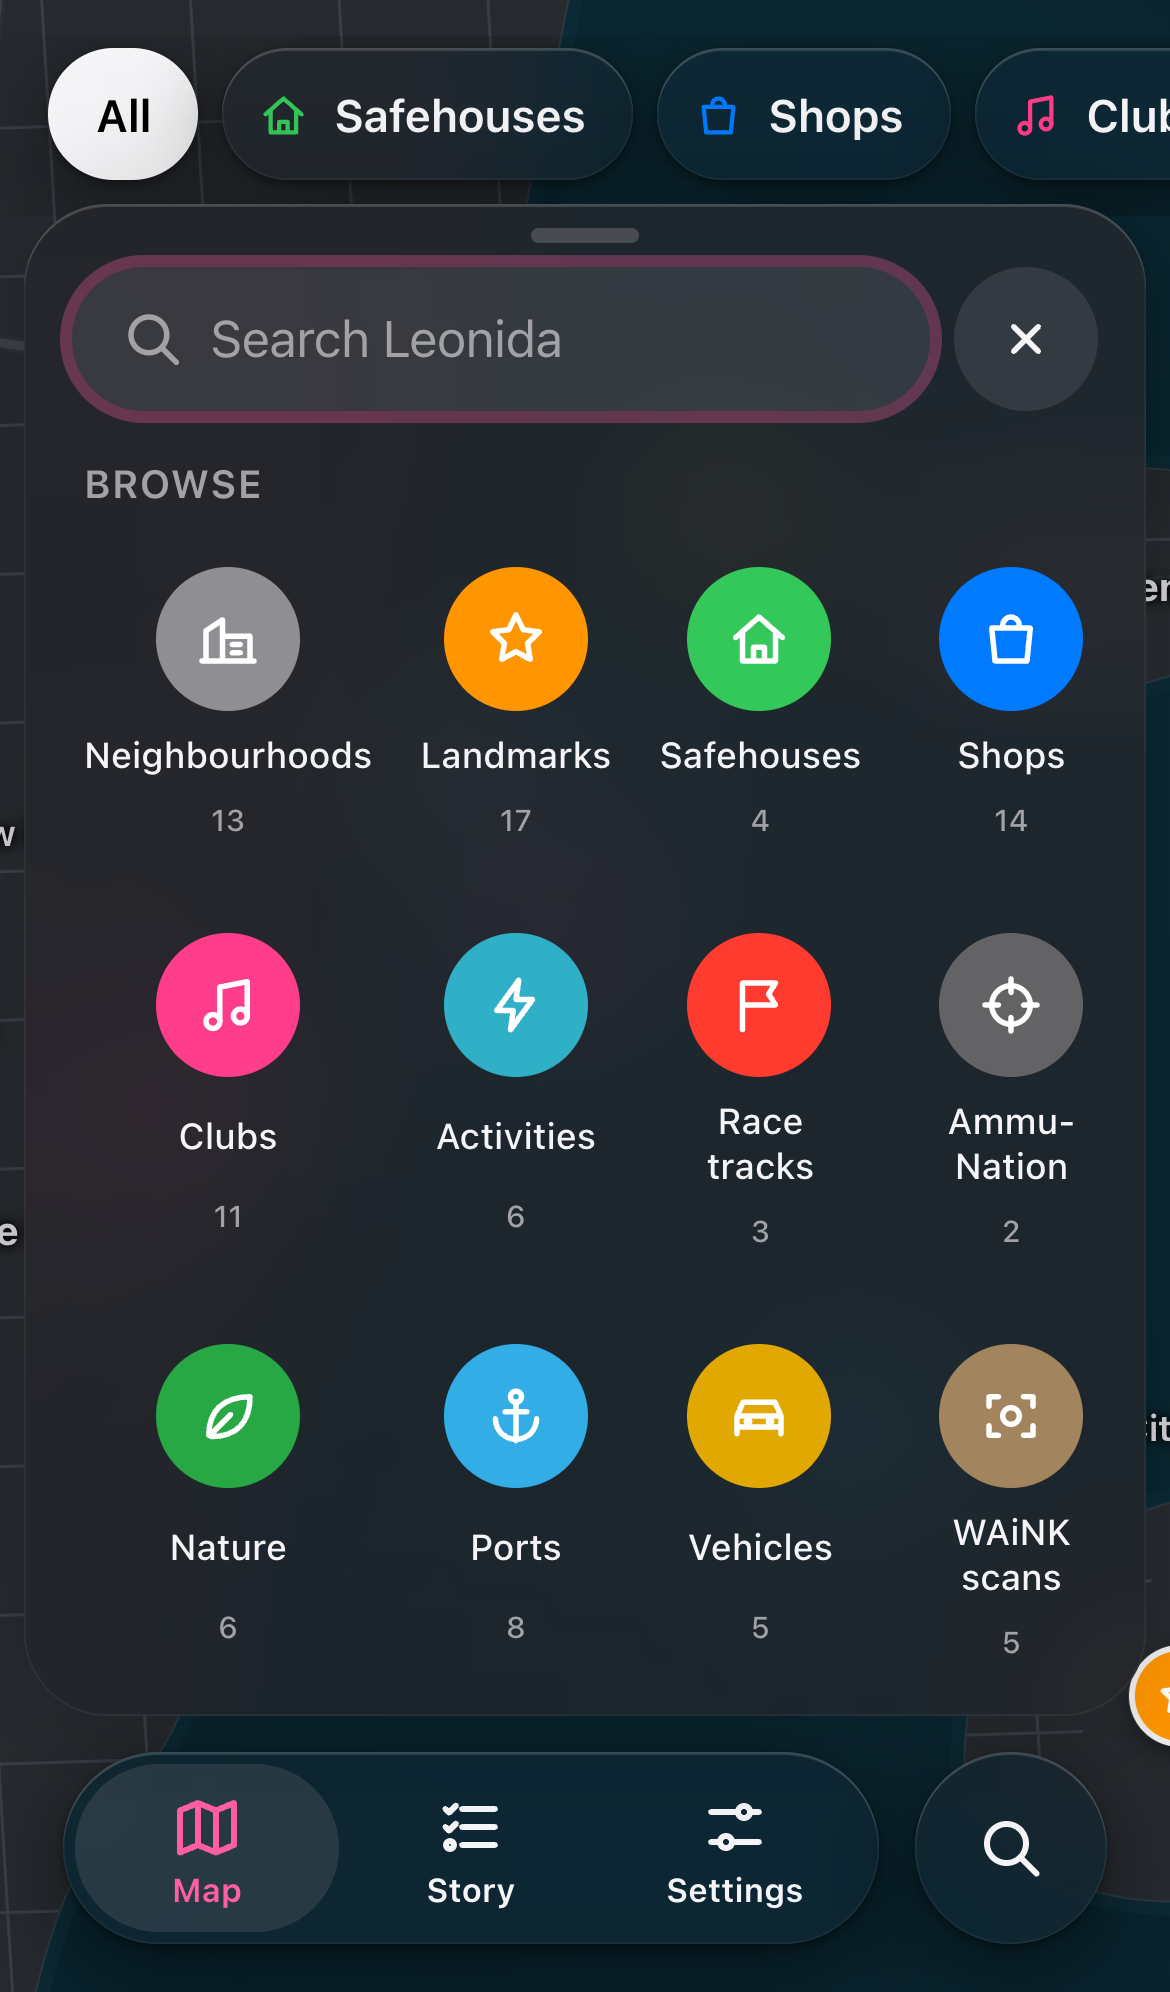 All
Safehouses
Shops
Club
Search Leonida
BROWSE
Neighbourhoods
Landmarks
Safehouses
Shops
13
17
4
14
Clubs
Activities
Race
tracks
Ammu-
Nation
11
6
3
2
Nature
Ports
Vehicles
WAiNK
scans
6
8
5
5
Map
Story
Settings